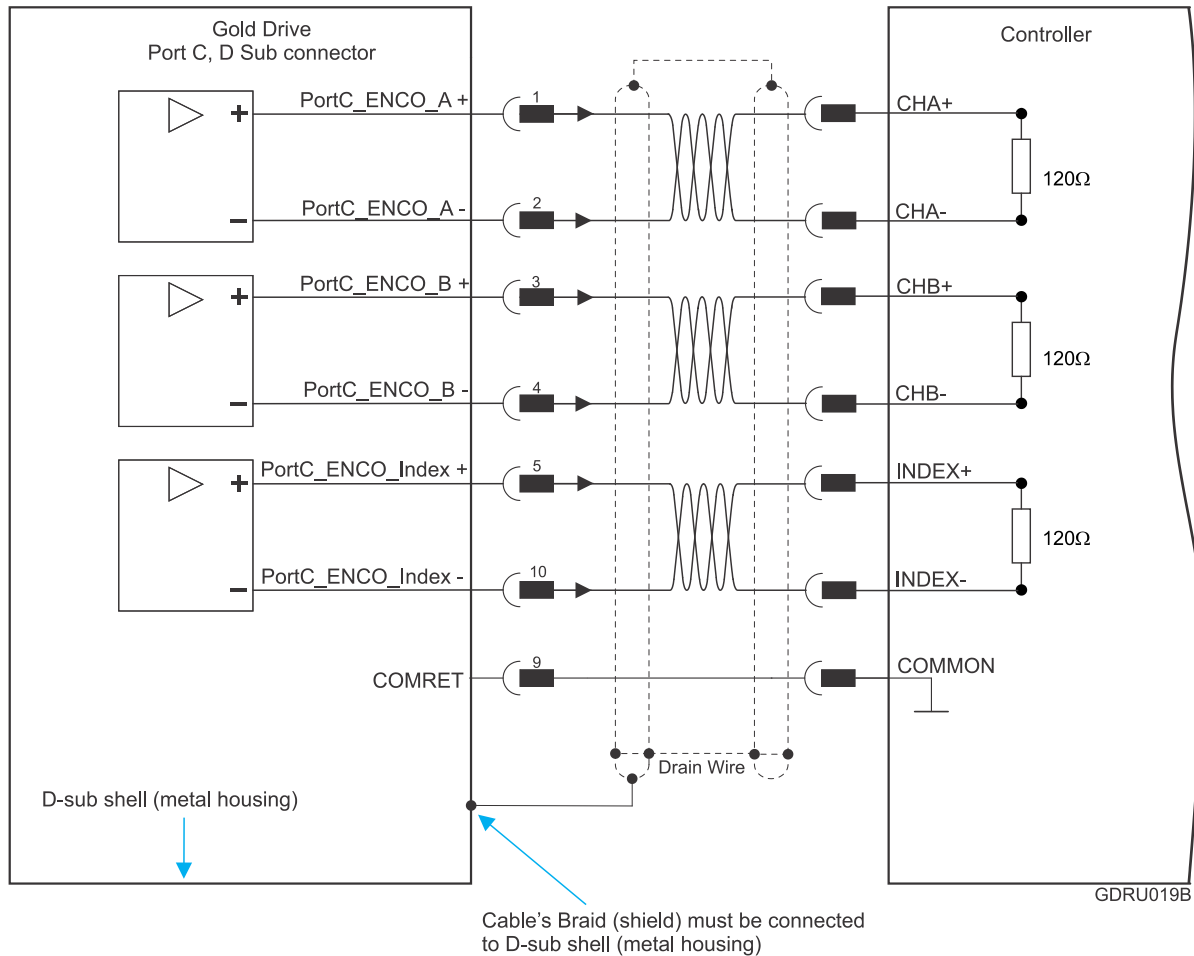 Gold Drive
Port C, D Sub connector
Controller
PortC_ENCO_A +
1
CHA+
120Ω
PortC_ENCO_A -
2
CHA-
PortC_ENCO_B +
3
CHB+
120Ω
PortC_ENCO_B -
4
CHB-
PortC_ENCO_Index +
5
INDEX+
120Ω
PortC_ENCO_Index -
10
INDEX-
COMRET
9
COMMON
Drain Wire
D-sub shell (metal housing)
GDRU019B
Cable's Braid (shield) must be connected
to D-sub shell (metal housing)